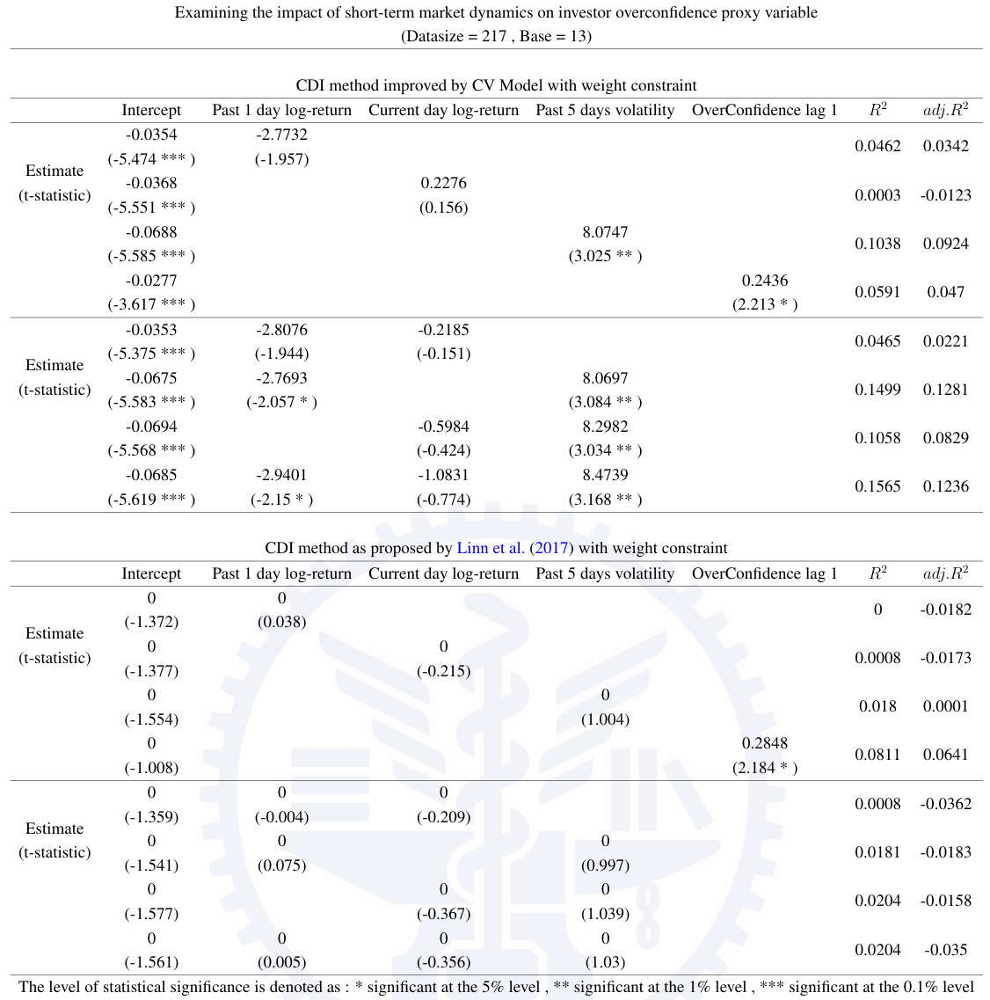 Examining the impact of short-term market dynamics on investor overconfidence proxy variable
(Datasize = 217 , Base = 13)
CDI method improved by CV Model with weight constraint
Intercept Past 1 day log-return Current day log-return Past 5 days volatility OverConfidence lag 1 R² adj.R²
Estimate
(t-statistic)
-0.0354 -2.7732 0.0462 0.0342
(-5.474 *** ) (-1.957)
-0.0368 0.2276 0.0003 -0.0123
(-5.551 *** ) (0.156)
-0.0688 8.0747 0.1038 0.0924
(-5.585 *** ) (3.025 ** )
-0.0277 0.2436 0.0591 0.047
(-3.617 *** ) (2.213 * )
Estimate
(t-statistic)
-0.0353 -2.8076 -0.2185 0.0465 0.0221
(-5.375 *** ) (-1.944) (-0.151)
-0.0675 -2.7693 8.0697 0.1499 0.1281
(-5.583 *** ) (-2.057 * ) (3.084 ** )
-0.0694 -0.5984 8.2982 0.1058 0.0829
(-5.568 *** ) (-0.424) (3.034 ** )
-0.0685 -2.9401 -1.0831 8.4739 0.1565 0.1236
(-5.619 *** ) (-2.15 * ) (-0.774) (3.168 ** )
CDI method as proposed by Linn et al. (2017) with weight constraint
Intercept Past 1 day log-return Current day log-return Past 5 days volatility OverConfidence lag 1 R² adj.R²
Estimate
(t-statistic)
0 0 0 -0.0182
(-1.372) (0.038)
0 0 0.0008 -0.0173
(-1.377) (-0.215)
0 0 0.018 0.0001
(-1.554) (1.004)
0 0.2848 0.0811 0.0641
(-1.008) (2.184 * )
Estimate
(t-statistic)
0 0 0 0.0008 -0.0362
(-1.359) (-0.004) (-0.209)
0 0 0 0.0181 -0.0183
(-1.541) (0.075) (0.997)
0 0 0 0.0204 -0.0158
(-1.577) (-0.367) (1.039)
0 0 0 0 0.0204 -0.035
(-1.561) (0.005) (-0.356) (1.03)
The level of statistical significance is denoted as : * significant at the 5% level , ** significant at the 1% level , *** significant at the 0.1% level